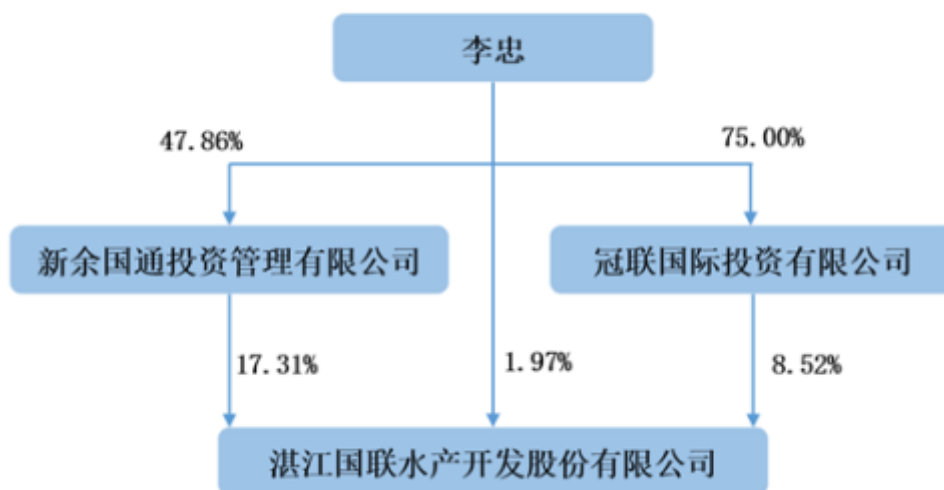 李忠
47.86%
75.00%
新余国通投资管理有限公司
冠联国际投资有限公司
17.31%
1.97%
8.52%
湛江国联水产开发股份有限公司